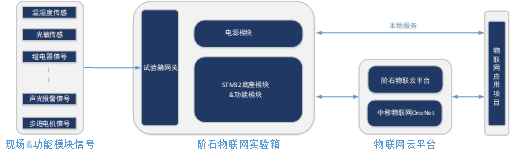 温湿度传感
光敏传感
继电器信号
声光报警信号
步进电机信号
现场&功能模块信号
试验箱网关
电源模块
STM32底座模块
&功能模块
阶石物联网实验箱
本地服务
阶石物联云平台
中移物联网OneNet
物联网云平台
物联网应用项目